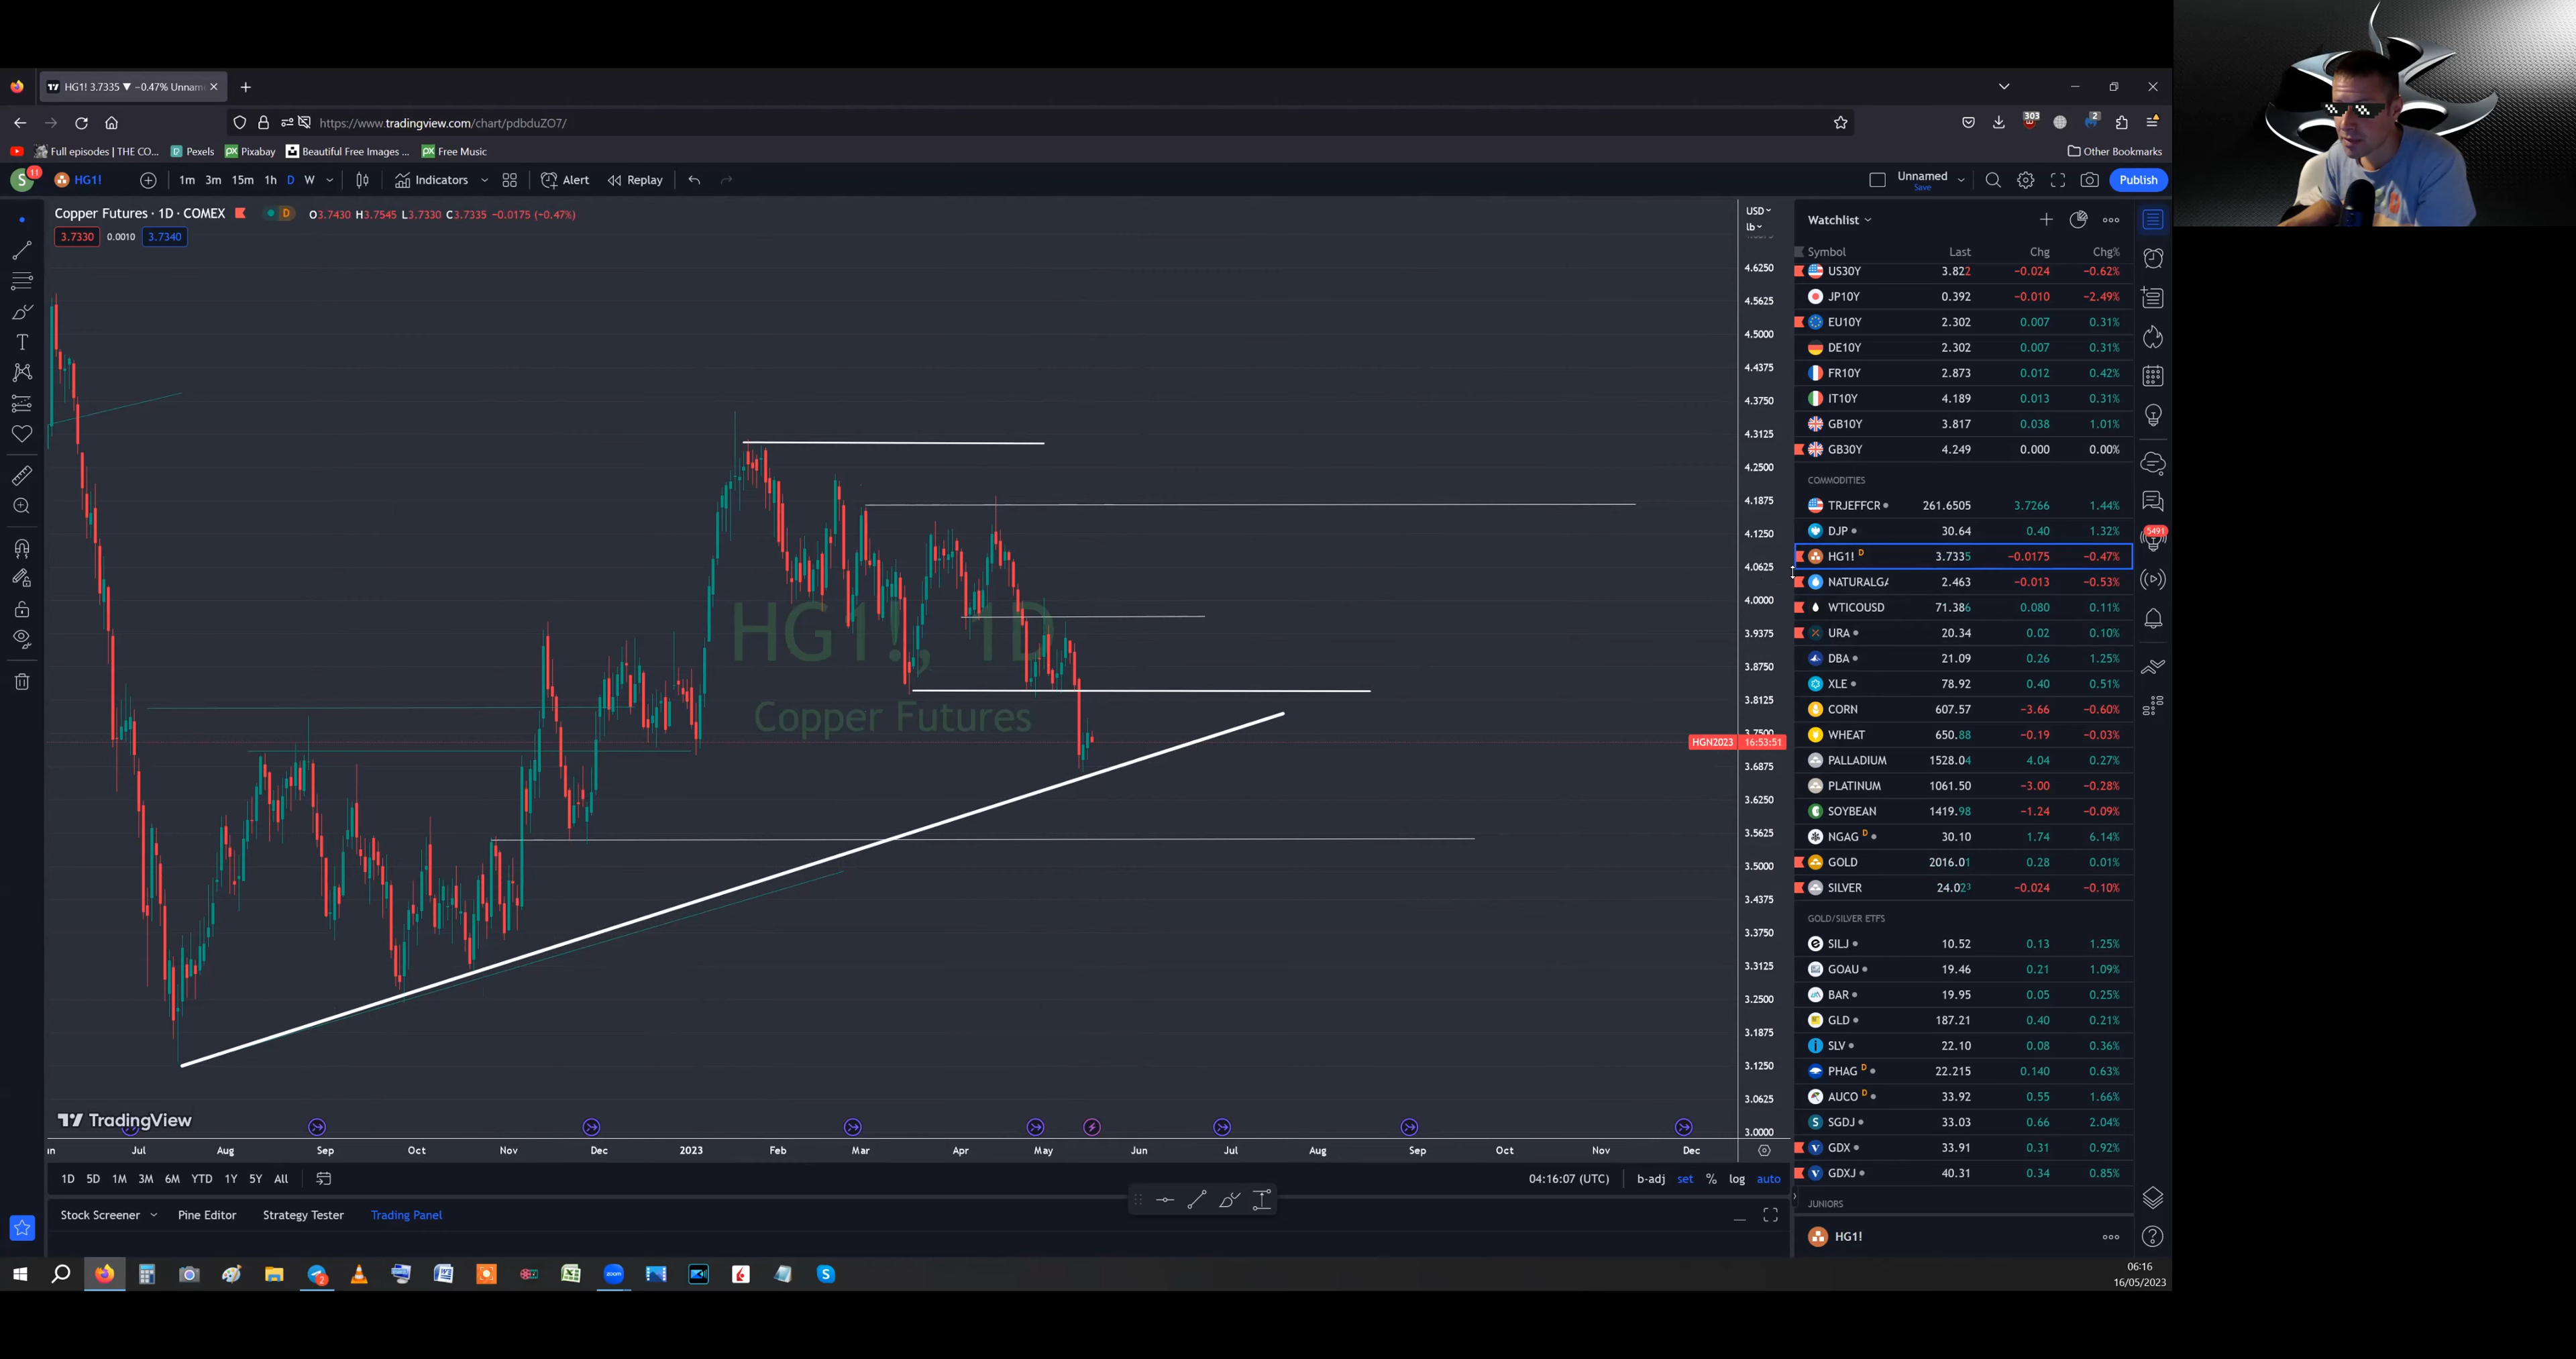 HG1! 3.7335 ▼ −0.47% Unnam
https://www.tradingview.com/chart/pdbduZO7/
303
2
Full episodes | THE CO...
Pexels
Pixabay
Beautiful Free Images ...
Free Music
Other Bookmarks
S 11 HG1! 1m 3m 15m 1h D W Indicators Alert Replay Unnamed Publish
Save
Copper Futures · 1D · COMEX D O3.7430 H3.7545 L3.7330 C3.7335 −0.0175 (−0.47%)
3.7330 0.0010 3.7340
USD
lb
4.6250
4.5625
4.5000
4.4375
4.3750
4.3125
4.2500
4.1875
4.1250
4.0625
4.0000
3.9375
3.8750
3.8125
3.7500
HGN2023 16:53:51
3.6875
3.6250
3.5625
3.5000
3.4375
3.3750
3.3125
3.2500
3.1875
3.1250
3.0625
3.0000
HG1!, 1D
Copper Futures
TradingView
Jul Aug Sep Oct Nov Dec 2023 Feb Mar Apr May Jun Jul Aug Sep Oct Nov Dec
1D 5D 1M 3M 6M YTD 1Y 5Y All
04:16:07 (UTC) b-adj set % log auto
Stock Screener Pine Editor Strategy Tester Trading Panel
Watchlist
Symbol Last Chg Chg%
US30Y 3.822 −0.024 −0.62%
JP10Y 0.392 −0.010 −2.49%
EU10Y 2.302 0.007 0.31%
DE10Y 2.302 0.007 0.31%
FR10Y 2.873 0.012 0.42%
IT10Y 4.189 0.013 0.31%
GB10Y 3.817 0.038 1.01%
GB30Y 4.249 0.000 0.00%
COMMODITIES
TRJEFFCR 261.6505 3.7266 1.44%
DJP 30.64 0.40 1.32%
HG1! D 3.7335 −0.0175 −0.47%
NATURALGA 2.463 −0.013 −0.53%
WTICOUSD 71.386 0.080 0.11%
URA 20.34 0.02 0.10%
DBA 21.09 0.26 1.25%
XLE 78.92 0.40 0.51%
CORN 607.57 −3.66 −0.60%
WHEAT 650.88 −0.19 −0.03%
PALLADIUM 1528.04 4.04 0.27%
PLATINUM 1061.50 −3.00 −0.28%
SOYBEAN 1419.98 −1.24 −0.09%
NGAG D 30.10 1.74 6.14%
GOLD 2016.01 0.28 0.01%
SILVER 24.023 −0.024 −0.10%
GOLD/SILVER ETFS
SILJ 10.52 0.13 1.25%
GOAU 19.46 0.21 1.09%
BAR 19.95 0.05 0.25%
GLD 187.21 0.40 0.21%
SLV 22.10 0.08 0.36%
PHAG D 22.215 0.140 0.63%
AUCO D 33.92 0.55 1.66%
SGDJ 33.03 0.66 2.04%
GDX 33.91 0.31 0.92%
GDXJ 40.31 0.34 0.85%
JUNIORS
HG1!
5491
zoom
06:16
16/05/2023